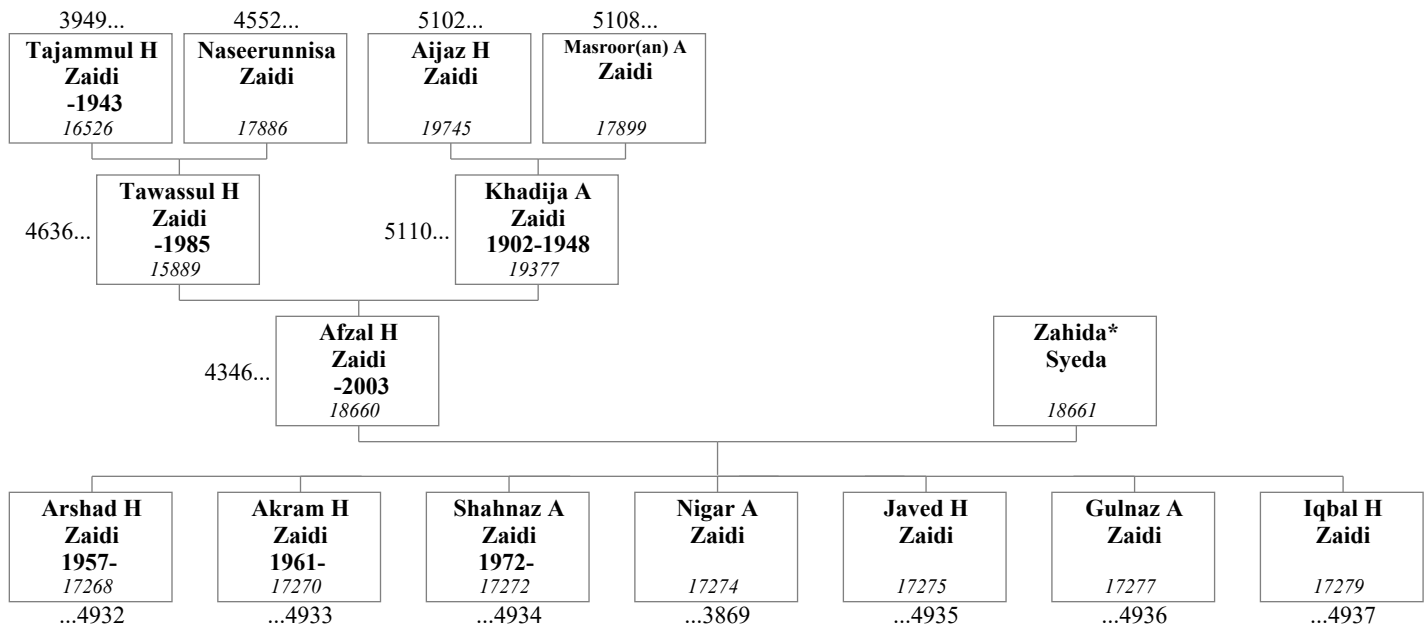 3949...
4552...
5102...
5108...
Tajammul H
Zaidi
-1943
16526
Naseerunnisa
Zaidi
17886
Aijaz H
Zaidi
19745
Masroor(an) A
Zaidi
17899
4636...
Tawassul H
Zaidi
-1985
15889
5110...
Khadija A
Zaidi
1902-1948
19377
4346...
Afzal H
Zaidi
-2003
18660
Zahida*
Syeda
18661
Arshad H
Zaidi
1957-
17268
...4932
Akram H
Zaidi
1961-
17270
...4933
Shahnaz A
Zaidi
1972-
17272
...4934
Nigar A
Zaidi
17274
...3869
Javed H
Zaidi
17275
...4935
Gulnaz A
Zaidi
17277
...4936
Iqbal H
Zaidi
17279
...4937